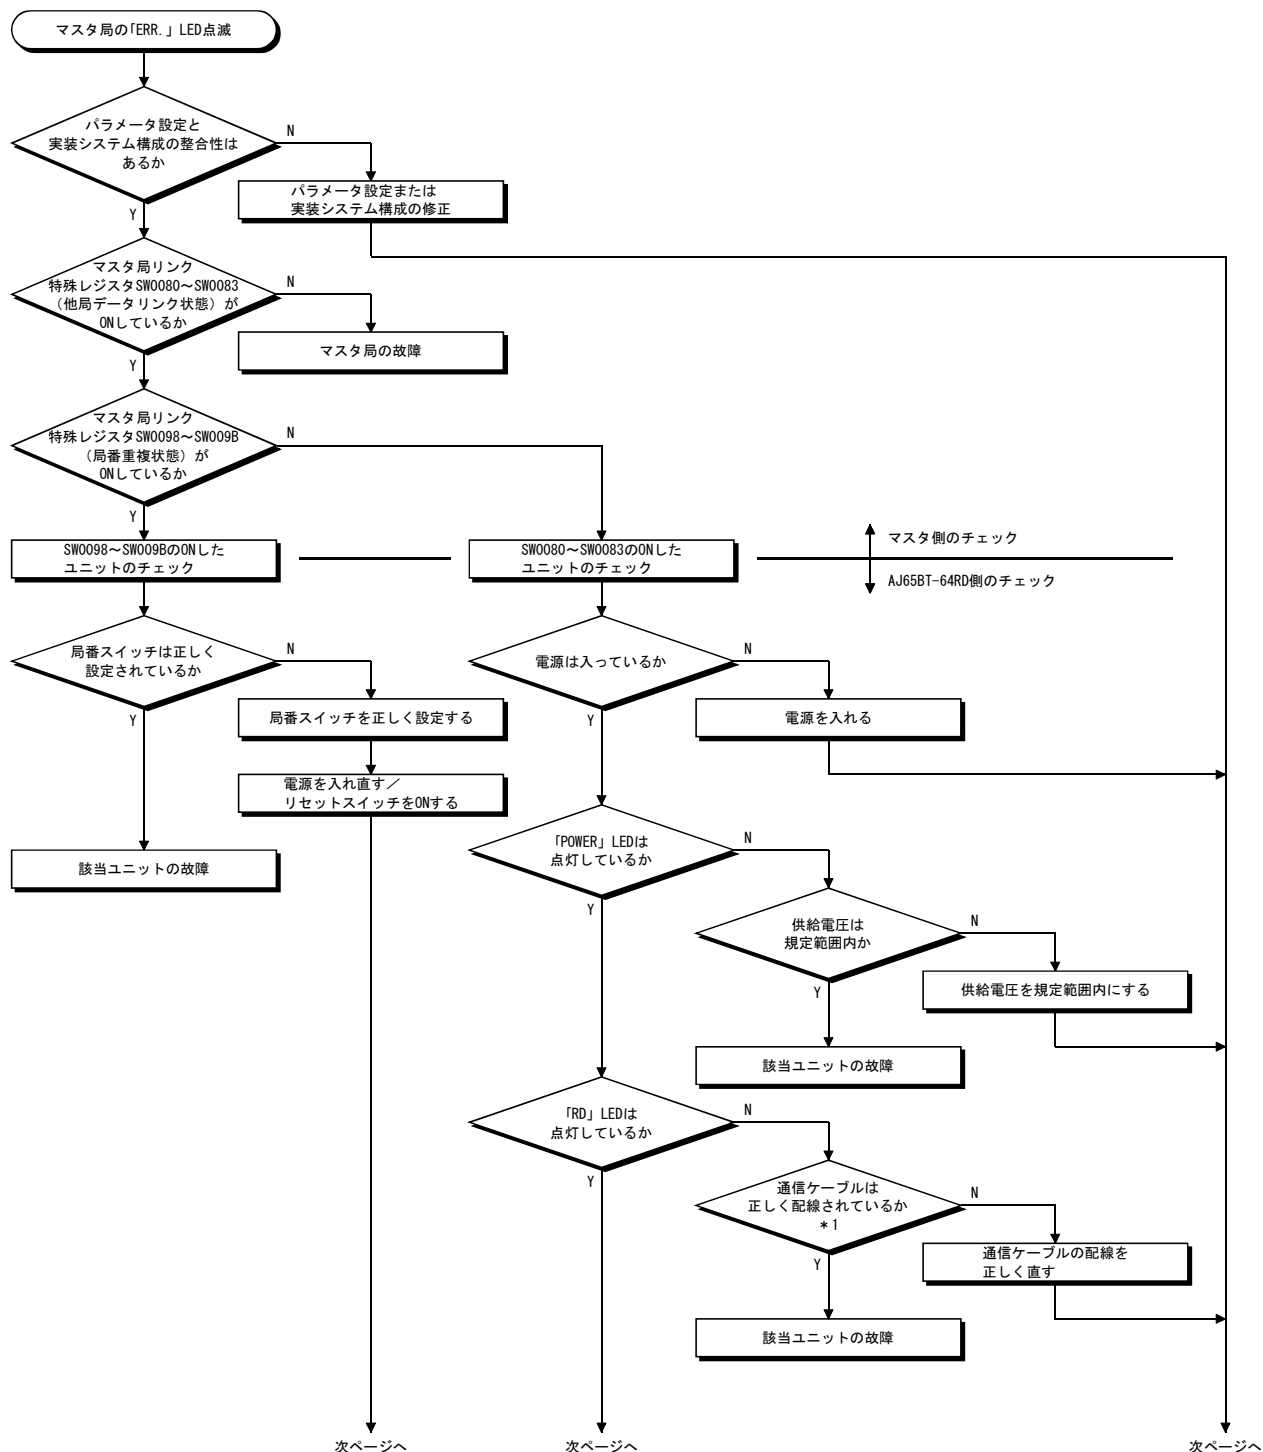 マスタ局の「ERR.」LED点滅
パラメータ設定と
実装システム構成の整合性は
あるか
N
Y
パラメータ設定または
実装システム構成の修正
マスタ局リンク
特殊レジスタSW0080～SW0083
（他局データリンク状態）が
ONしているか
N
Y
マスタ局の故障
マスタ局リンク
特殊レジスタSW0098～SW009B
（局番重複状態）が
ONしているか
N
Y
SW0098～SW009BのONした
ユニットのチェック
SW0080～SW0083のONした
ユニットのチェック
マスタ側のチェック
AJ65BT-64RD側のチェック
局番スイッチは正しく
設定されているか
N
Y
局番スイッチを正しく設定する
電源を入れ直す／
リセットスイッチをONする
該当ユニットの故障
電源は入っているか
N
Y
電源を入れる
「POWER」LEDは
点灯しているか
N
Y
供給電圧は
規定範囲内か
N
Y
供給電圧を規定範囲内にする
該当ユニットの故障
「RD」LEDは
点灯しているか
N
Y
通信ケーブルは
正しく配線されているか
＊1
N
Y
通信ケーブルの配線を
正しく直す
該当ユニットの故障
次ページへ
次ページへ
次ページへ